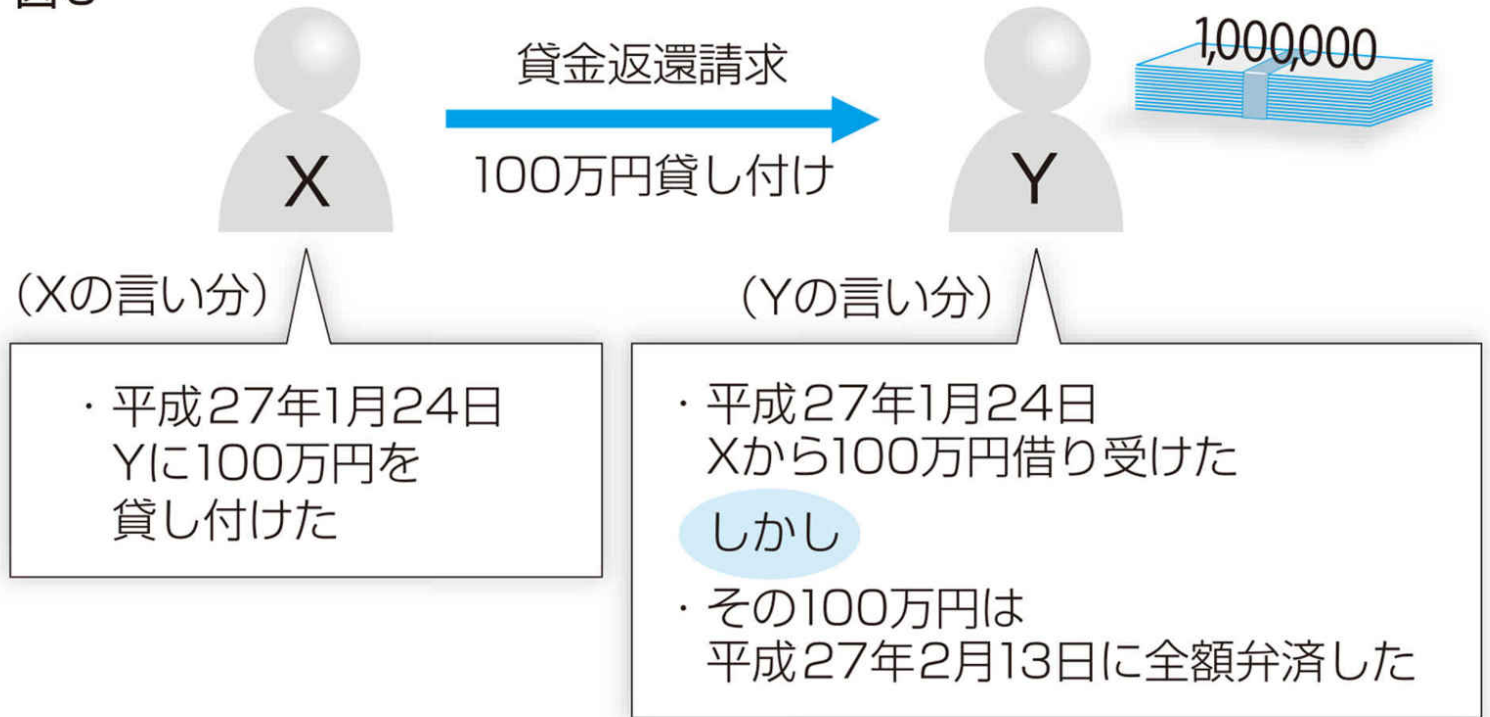 貸金返還請求
1,000,000
100万円貸し付け
X
Y
（Xの言い分）
・平成27年1月24日
Yに100万円を
貸し付けた
（Yの言い分）
・平成27年1月24日
Xから100万円借り受けた
しかし
・その100万円は
平成27年2月13日に全額弁済した